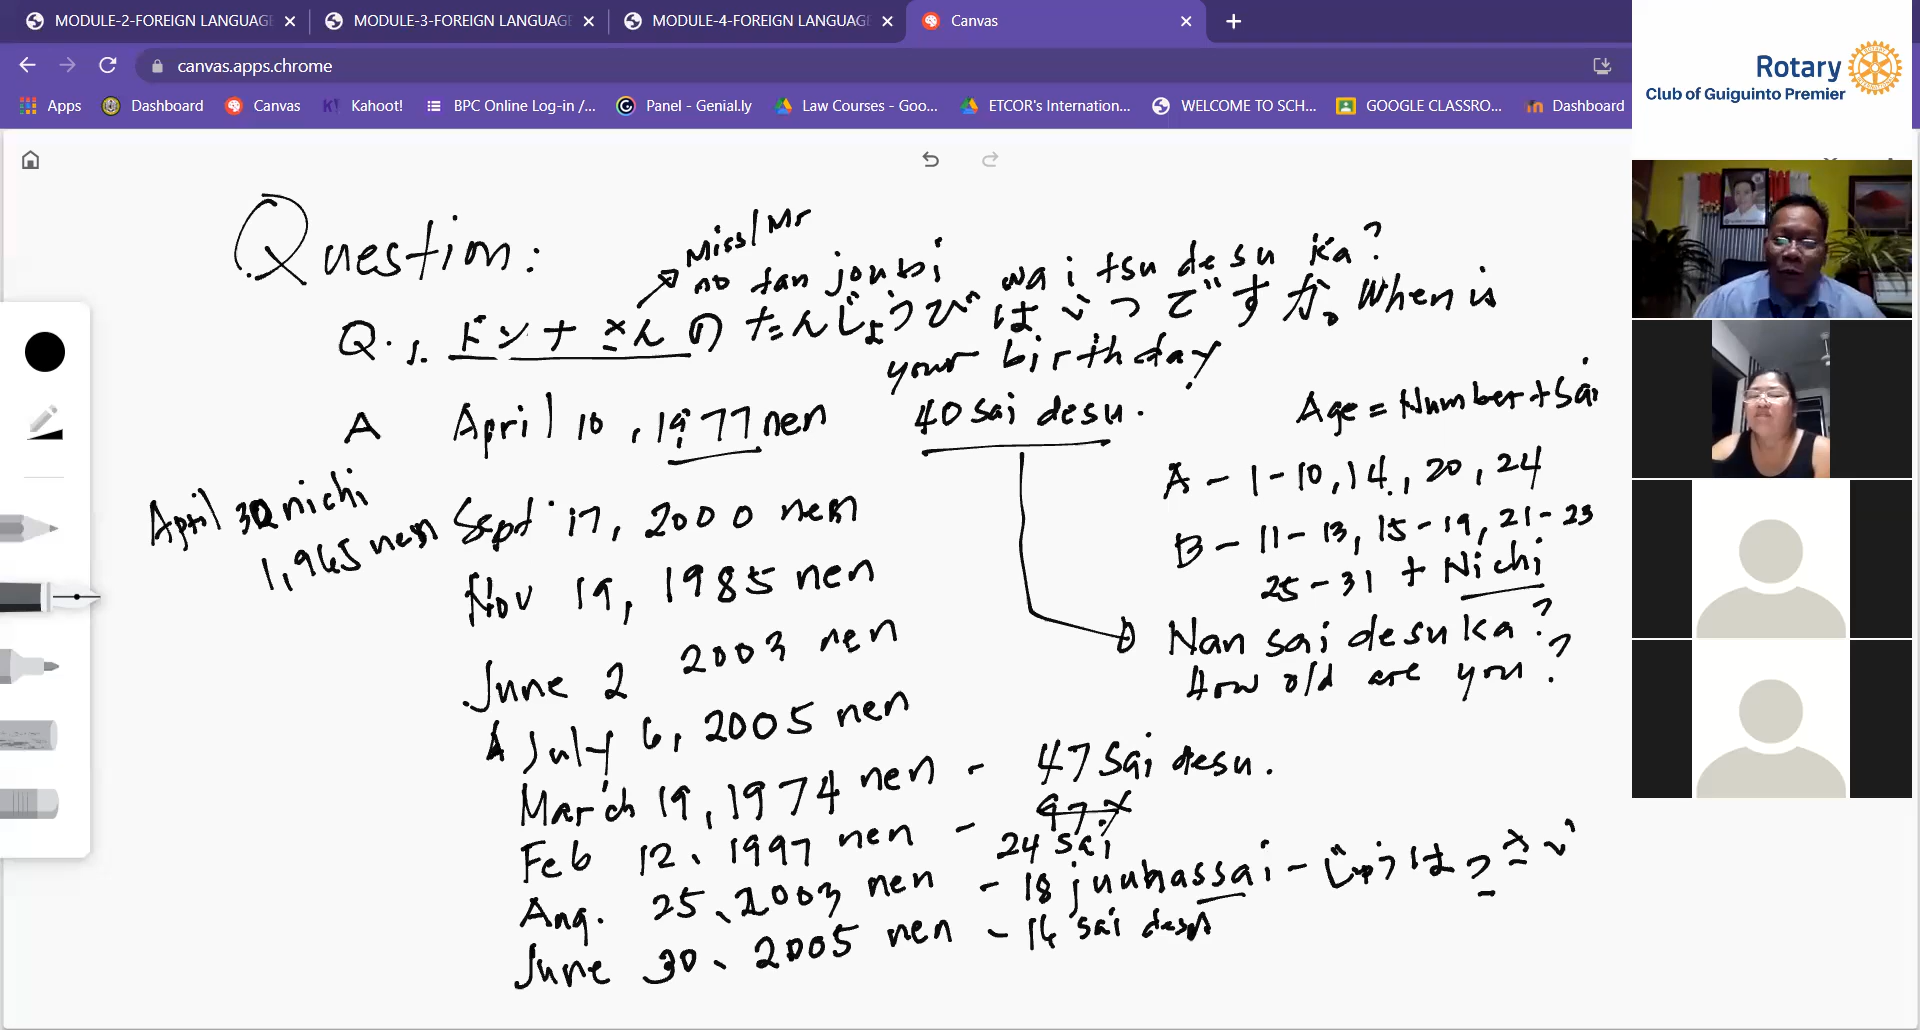 MODULE-2-FOREIGN LANGUAGE
MODULE-3-FOREIGN LANGUAGE
MODULE-4-FOREIGN LANGUAGE
Canvas
canvas.apps.chrome
Apps
Dashboard
Canvas
Kahoot!
BPC Online Log-in /...
Panel - Genial.ly
Law Courses - Goo...
ETCOR's Internation...
WELCOME TO SCH...
GOOGLE CLASSRO...
Dashboard
Rotary
Club of Guiguinto Premier
Question:
Miss/Mr
no tan joubi wa itsu desu ka?
Q.1. ドンナさんのたんじょうびはいつですか。When is
your birthday
A April 10, 1977 nen 40 sai desu.
Age = Number + Sai
A - 1-10, 14, 20, 24
B - 11-13, 15-19, 21-23
25-31 + Nichi
April 30 nichi
1,965 nen
Sept 17, 2000 nen
Nov 19, 1985 nen
June 2 2003 nen
Nan sai desu ka?
How old are you?
July 6, 2005 nen
March 19, 1974 nen - 47 Sai desu.
97
Feb 12, 1997 nen - 24 sai
Aug. 25, 2003 nen - 18 juuhassai - じゅうはっさい
June 30, 2005 nen - 16 sai desu